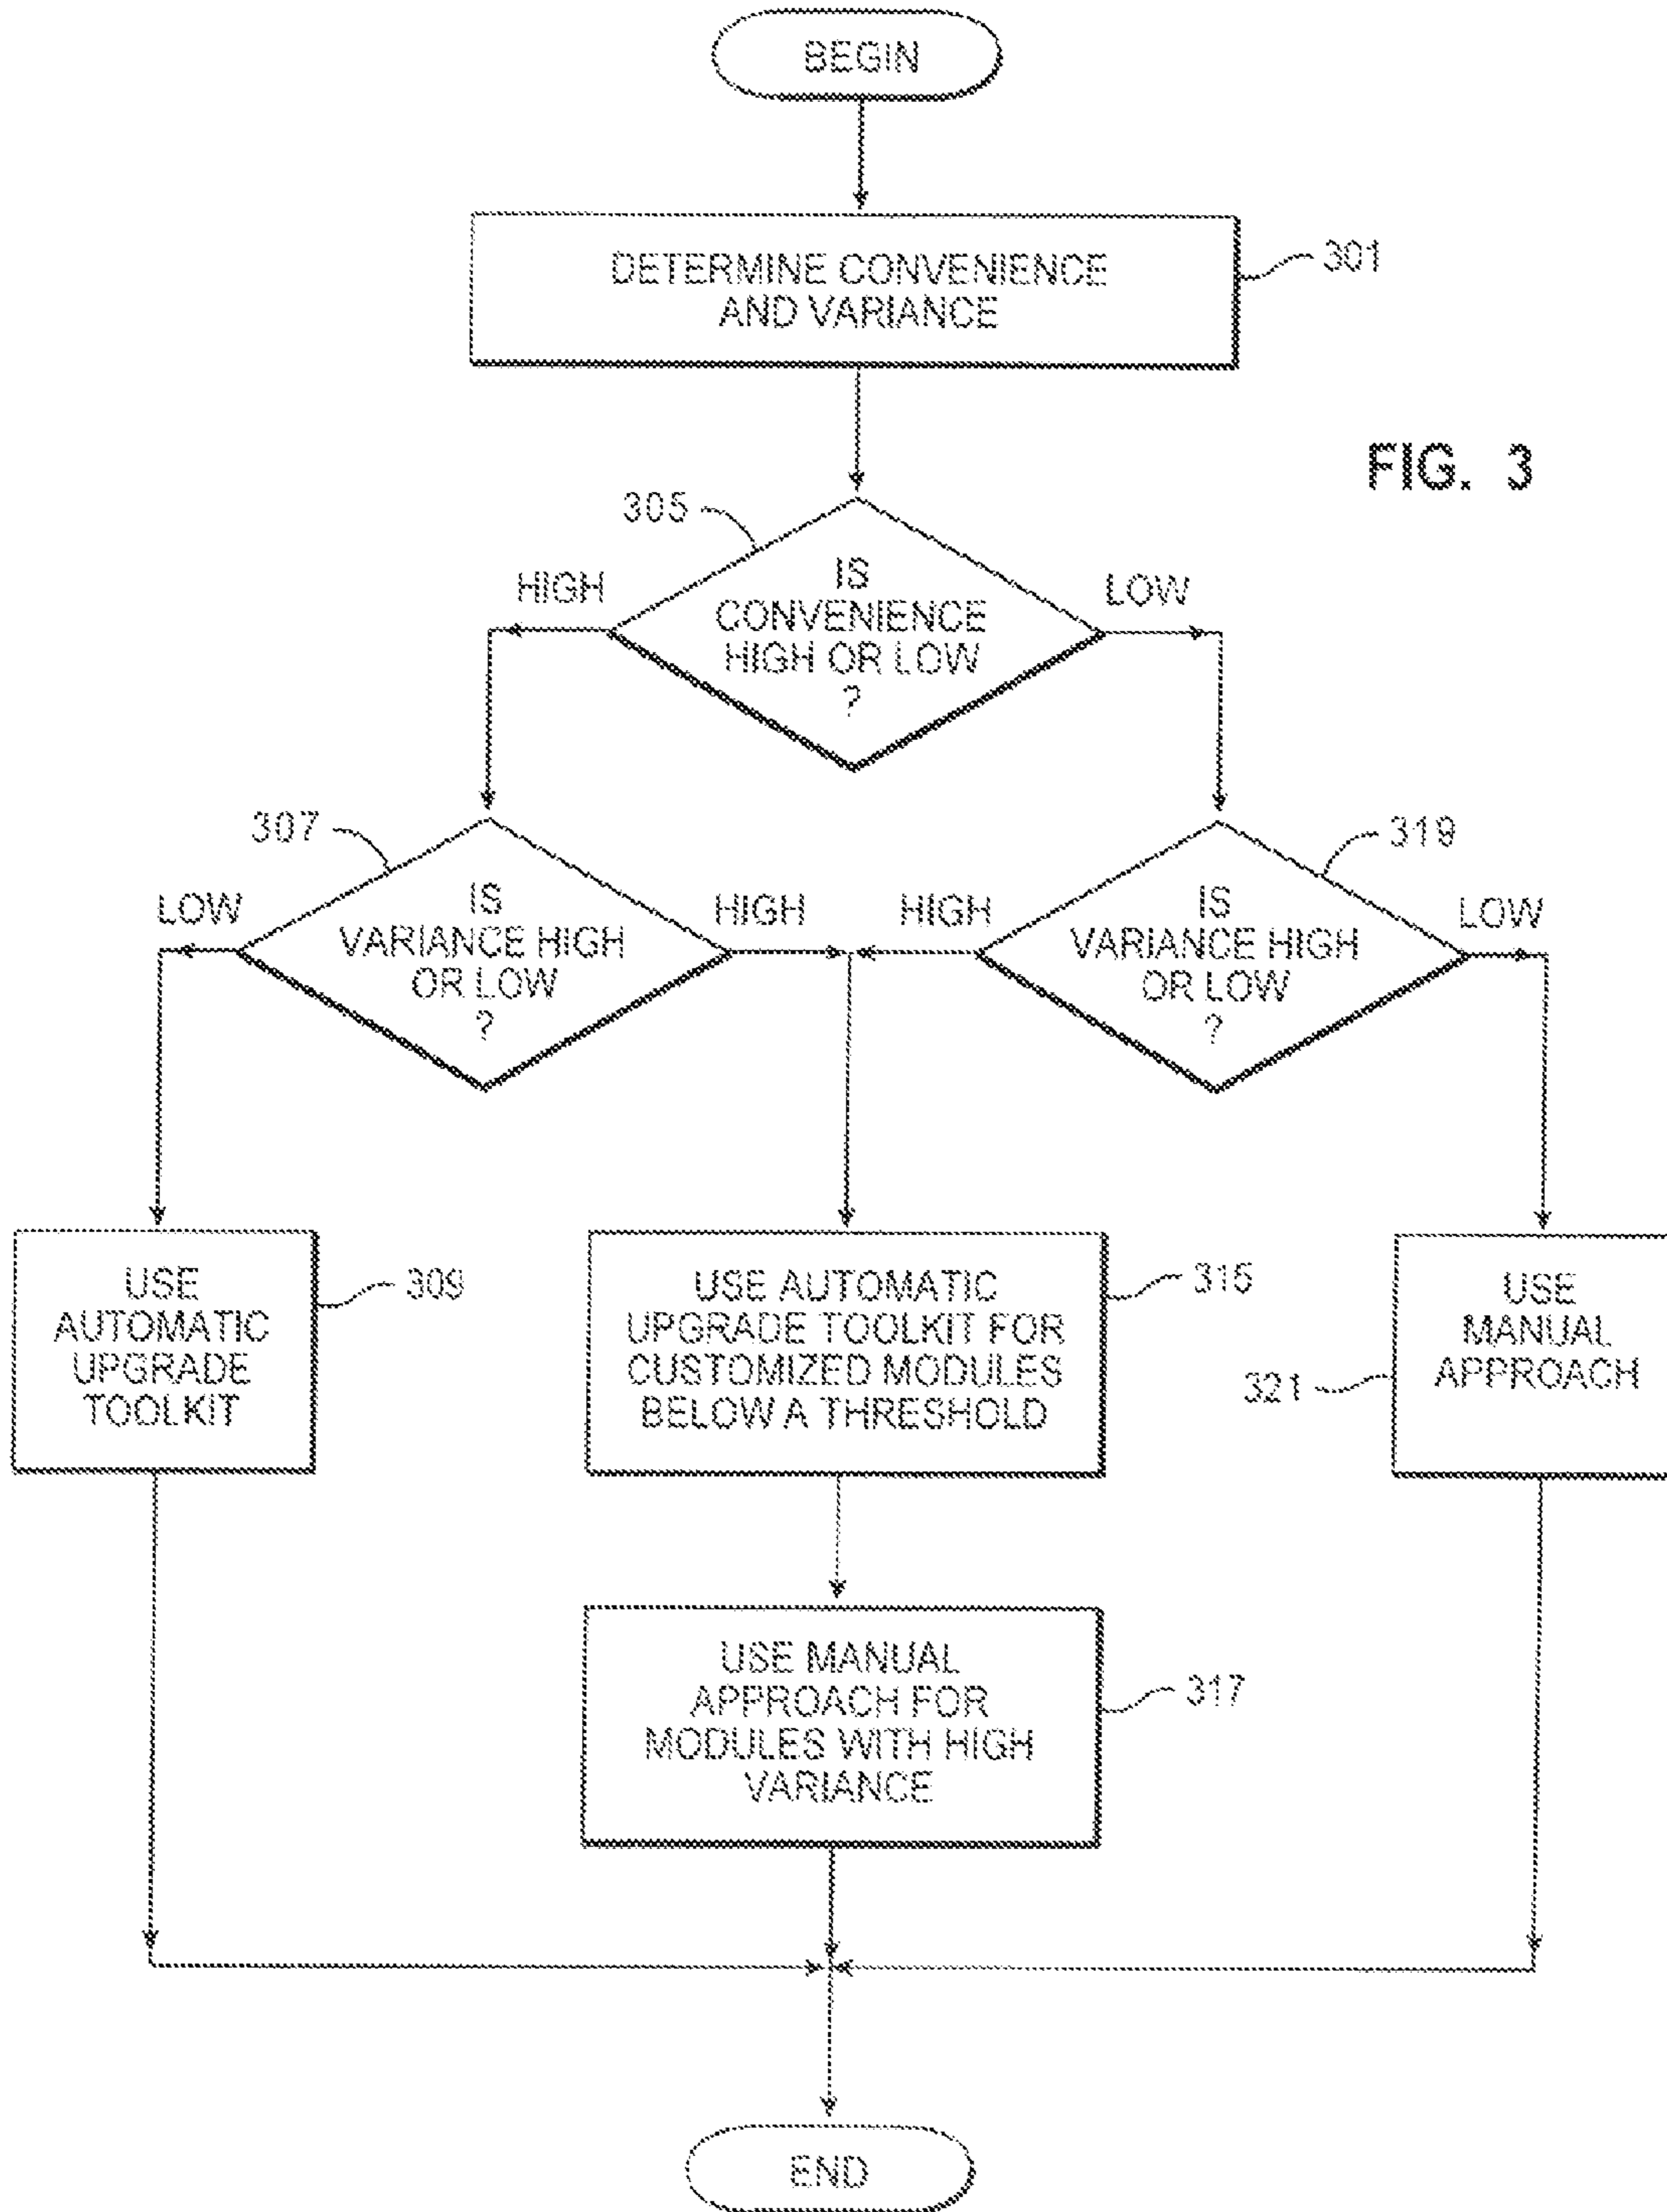 BEGIN
DETERMINE CONVENIENCE
AND VARIANCE
301
FIG. 3
305
IS
CONVENIENCE
HIGH OR LOW
?
HIGH
LOW
307
IS
VARIANCE HIGH
OR LOW
?
LOW
HIGH
319
IS
VARIANCE HIGH
OR LOW
?
HIGH
LOW
USE
AUTOMATIC
UPGRADE
TOOLKIT
309
USE AUTOMATIC
UPGRADE TOOLKIT FOR
CUSTOMIZED MODULES
BELOW A THRESHOLD
315
USE
MANUAL
APPROACH
321
USE MANUAL
APPROACH FOR
MODULES WITH HIGH
VARIANCE
317
END